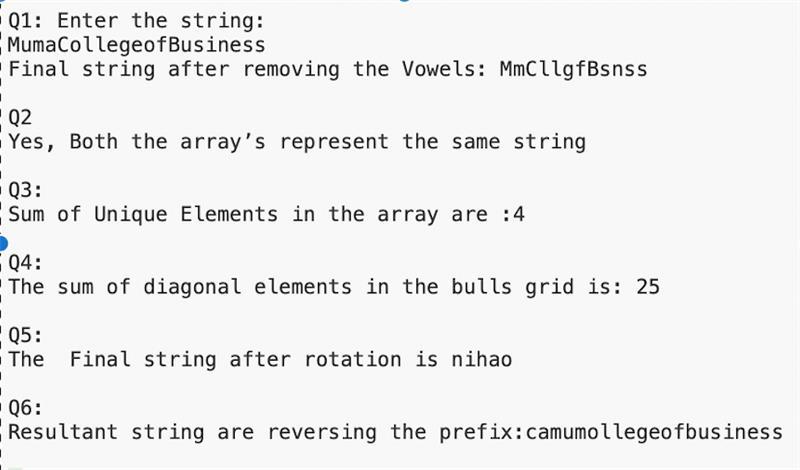 Q1: Enter the string:
MumaCollegeofBusiness
Final string after removing the Vowels: MmCllgfBsnss
Q2
Yes, Both the array’s represent the same string
Q3:
Sum of Unique Elements in the array are :4
Q4:
The sum of diagonal elements in the bulls grid is: 25
Q5:
The  Final string after rotation is nihao
Q6:
Resultant string are reversing the prefix:camumollegeofbusiness